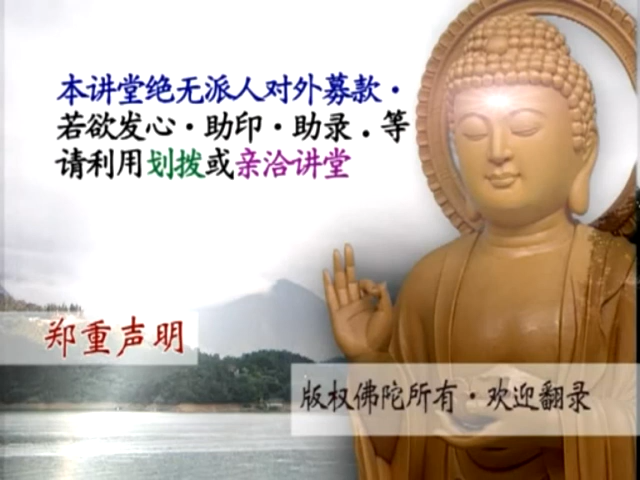 本讲堂绝无派人对外募款·
若欲发心·助印·助录．等
请利用划拨或亲洽讲堂
郑重声明
版权佛陀所有·欢迎翻录